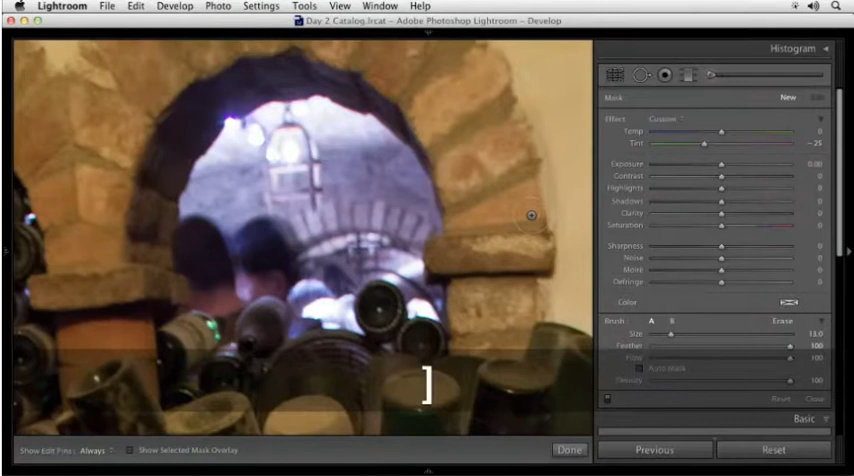 Lightroom File Edit Develop Photo Settings Tools View Window Help
Day 2 Catalog.lrcat – Adobe Photoshop Lightroom – Develop
Histogram
Mask New Edit
Effect Custom
Temp 0
Tint – 25
Exposure 0.00
Contrast 0
Highlights 0
Shadows 0
Clarity 0
Saturation 0
Sharpness 0
Noise 0
Moiré 0
Defringe 0
Color
Brush : A B Erase
Size 13.0
Feather 100
Flow 100
Auto Mask
Density 100
Reset Close
Basic
]
Show Edit Pins : Always Show Selected Mask Overlay Done Previous Reset